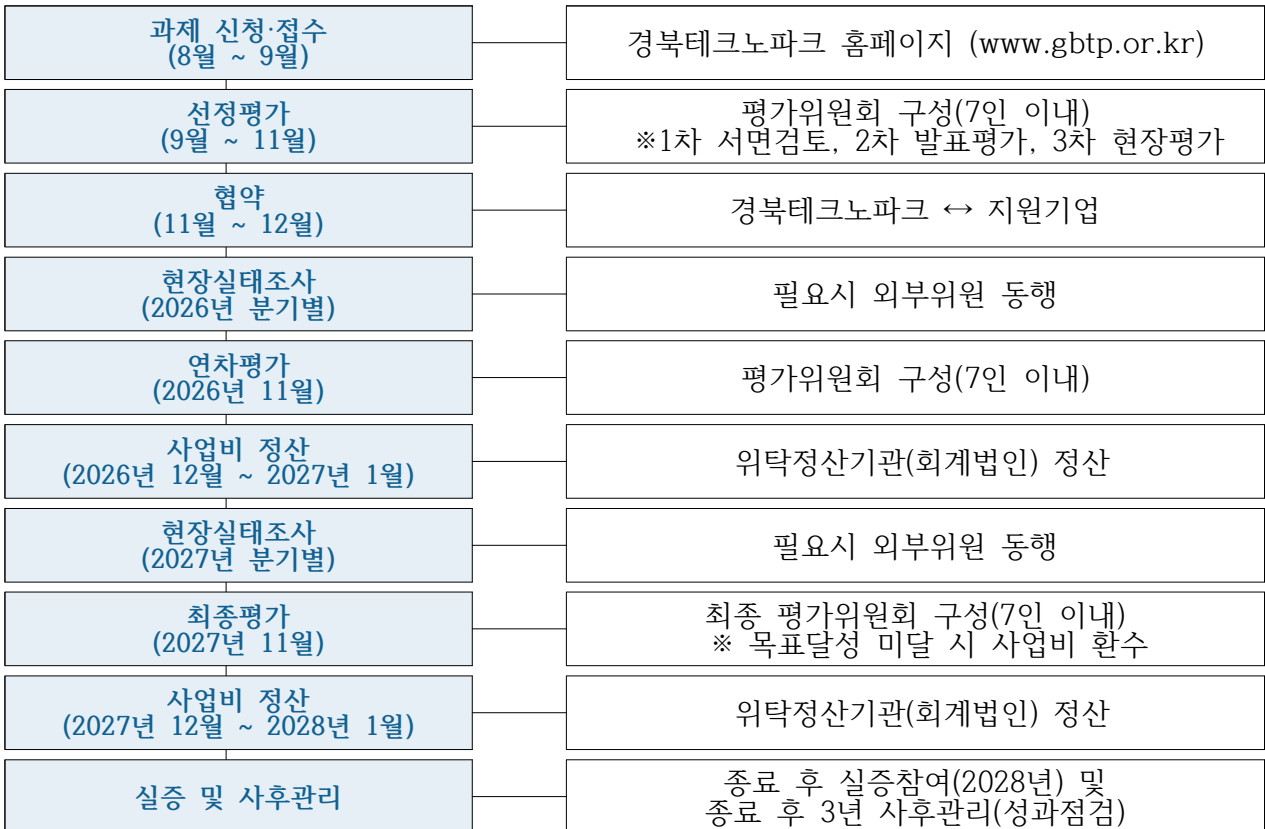 과제 신청·접수
(8월 ~ 9월)
경북테크노파크 홈페이지 (www.gbtp.or.kr)
선정평가
(9월 ~ 11월)
평가위원회 구성(7인 이내)
※1차 서면검토, 2차 발표평가, 3차 현장평가
협약
(11월 ~ 12월)
경북테크노파크 ↔ 지원기업
현장실태조사
(2026년 분기별)
필요시 외부위원 동행
연차평가
(2026년 11월)
평가위원회 구성(7인 이내)
사업비 정산
(2026년 12월 ~ 2027년 1월)
위탁정산기관(회계법인) 정산
현장실태조사
(2027년 분기별)
필요시 외부위원 동행
최종평가
(2027년 11월)
최종 평가위원회 구성(7인 이내)
※ 목표달성 미달 시 사업비 환수
사업비 정산
(2027년 12월 ~ 2028년 1월)
위탁정산기관(회계법인) 정산
실증 및 사후관리
종료 후 실증참여(2028년) 및
종료 후 3년 사후관리(성과점검)